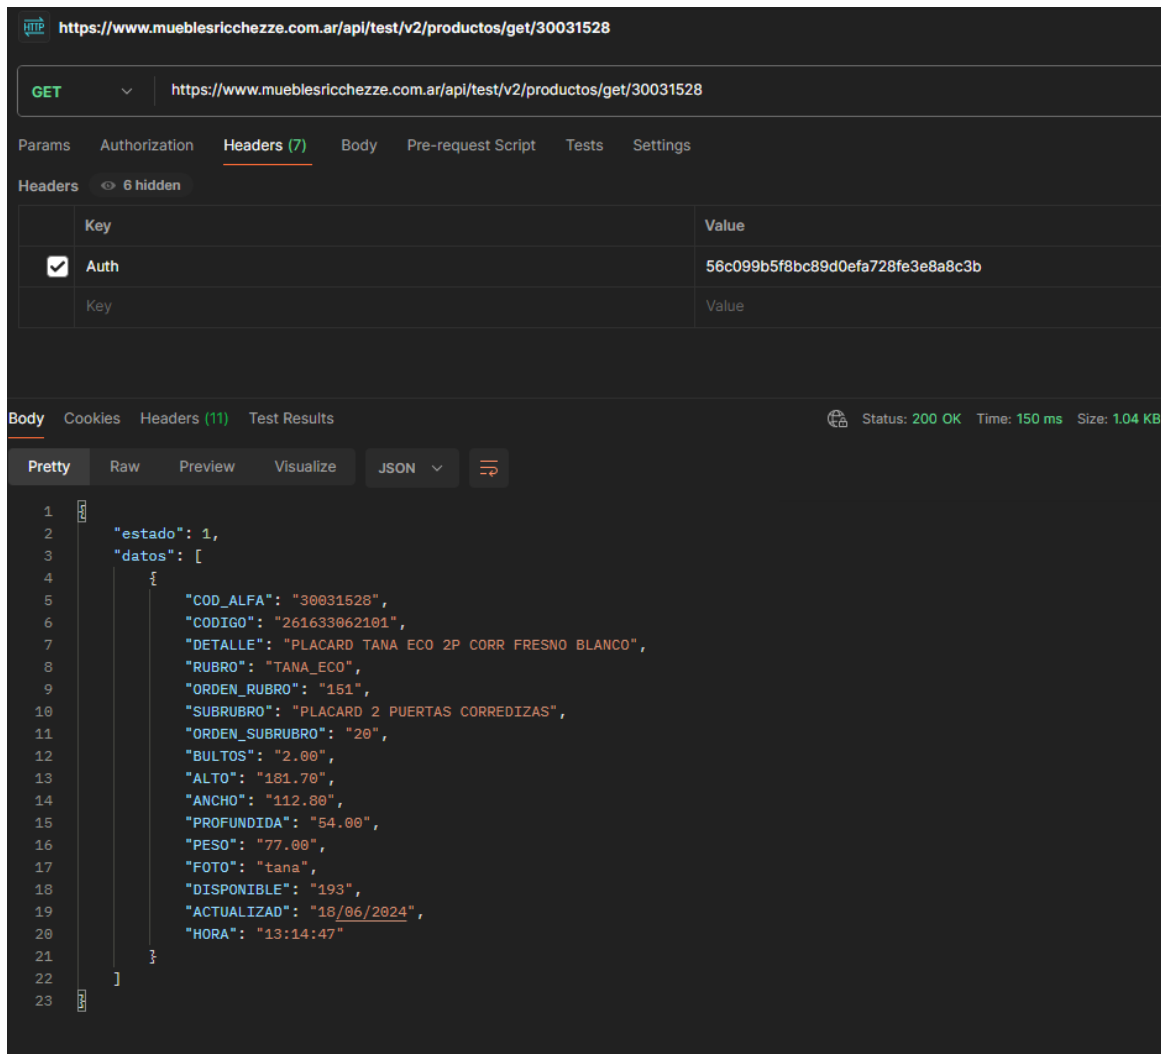 HTTP https://www.mueblesricchezze.com.ar/api/test/v2/productos/get/30031528
GET https://www.mueblesricchezze.com.ar/api/test/v2/productos/get/30031528
Params Authorization Headers (7) Body Pre-request Script Tests Settings
Headers 6 hidden
Key Value
Auth 56c099b5f8bc89d0efa728fe3e8a8c3b
Key Value
Body Cookies Headers (11) Test Results Status: 200 OK Time: 150 ms Size: 1.04 KB
Pretty Raw Preview Visualize JSON
1 {
2 "estado": 1,
3 "datos": [
4 {
5 "COD_ALFA": "30031528",
6 "CODIGO": "261633062101",
7 "DETALLE": "PLACARD TANA ECO 2P CORR FRESNO BLANCO",
8 "RUBRO": "TANA_ECO",
9 "ORDEN_RUBRO": "151",
10 "SUBRUBRO": "PLACARD 2 PUERTAS CORREDIZAS",
11 "ORDEN_SUBRUBRO": "20",
12 "BULTOS": "2.00",
13 "ALTO": "181.70",
14 "ANCHO": "112.80",
15 "PROFUNDIDA": "54.00",
16 "PESO": "77.00",
17 "FOTO": "tana",
18 "DISPONIBLE": "193",
19 "ACTUALIZAD": "18/06/2024",
20 "HORA": "13:14:47"
21 }
22 ]
23 }